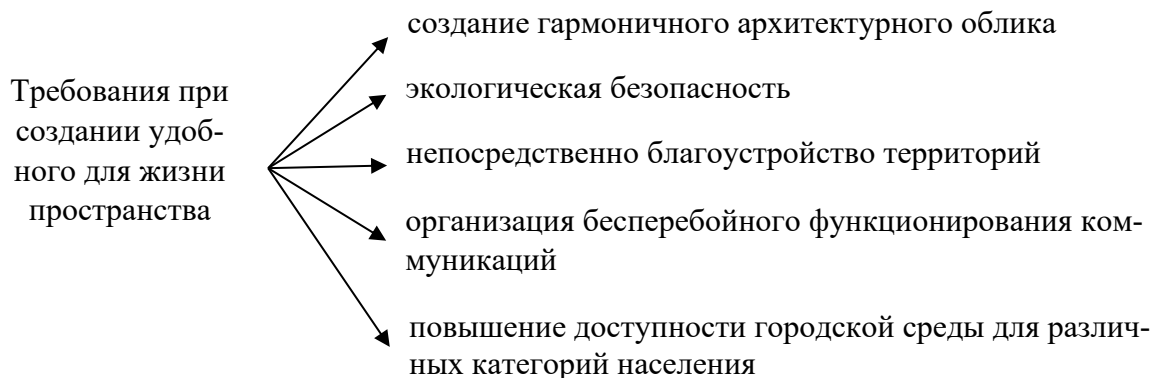 Требования при
создании удоб-
ного для жизни
пространства
создание гармоничного архитектурного облика
экологическая безопасность
непосредственно благоустройство территорий
организация бесперебойного функционирования ком-
муникаций
повышение доступности городской среды для различ-
ных категорий населения